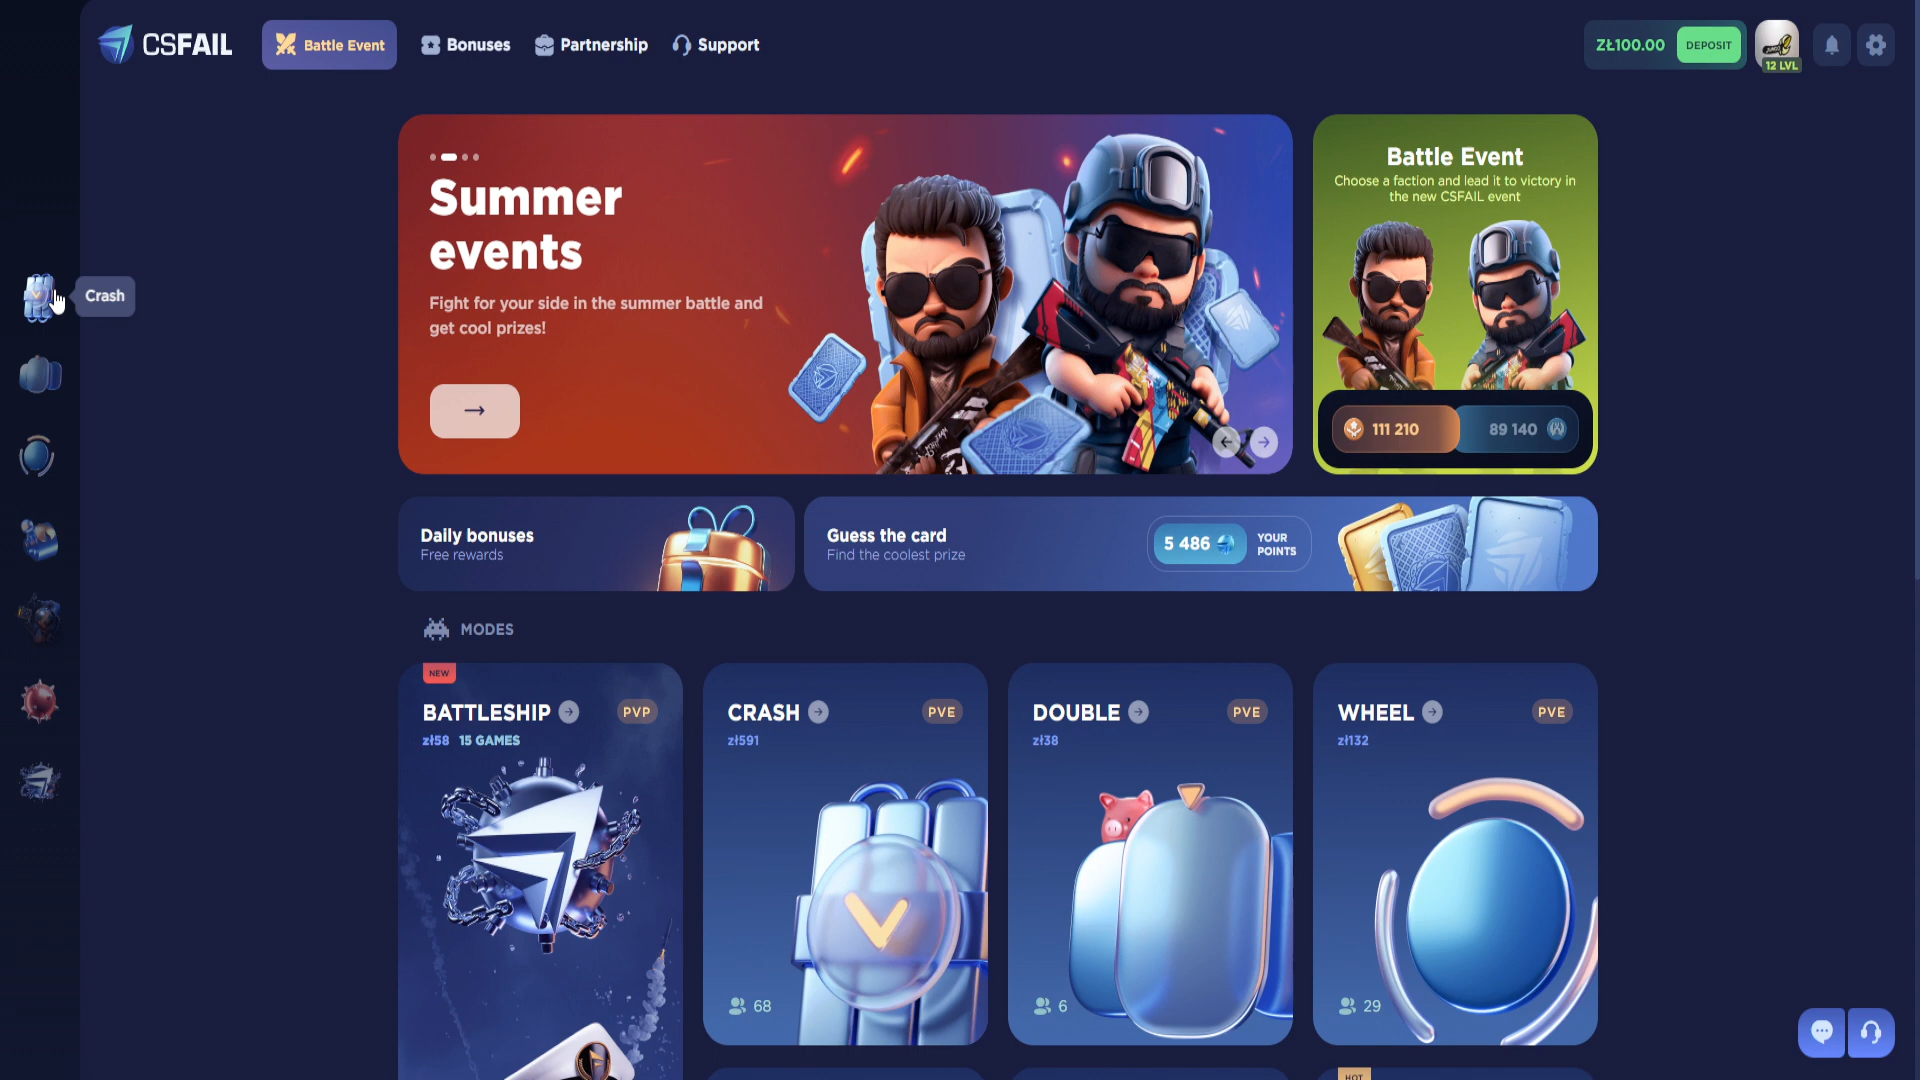 CSFAIL
Battle Event
Bonuses
Partnership
Support
ZŁ100.00
DEPOSIT
12 LVL
Crash
Summer
events
Fight for your side in the summer battle and
get cool prizes!
Battle Event
Choose a faction and lead it to victory in
the new CSFAIL event
111 210
89 140
Daily bonuses
Free rewards
Guess the card
Find the coolest prize
5 486
YOUR
POINTS
MODES
NEW
BATTLESHIP
PVP
zł58 15 GAMES
CRASH
PVE
zł591
68
DOUBLE
PVE
zł38
6
WHEEL
PVE
zł132
29
HOT